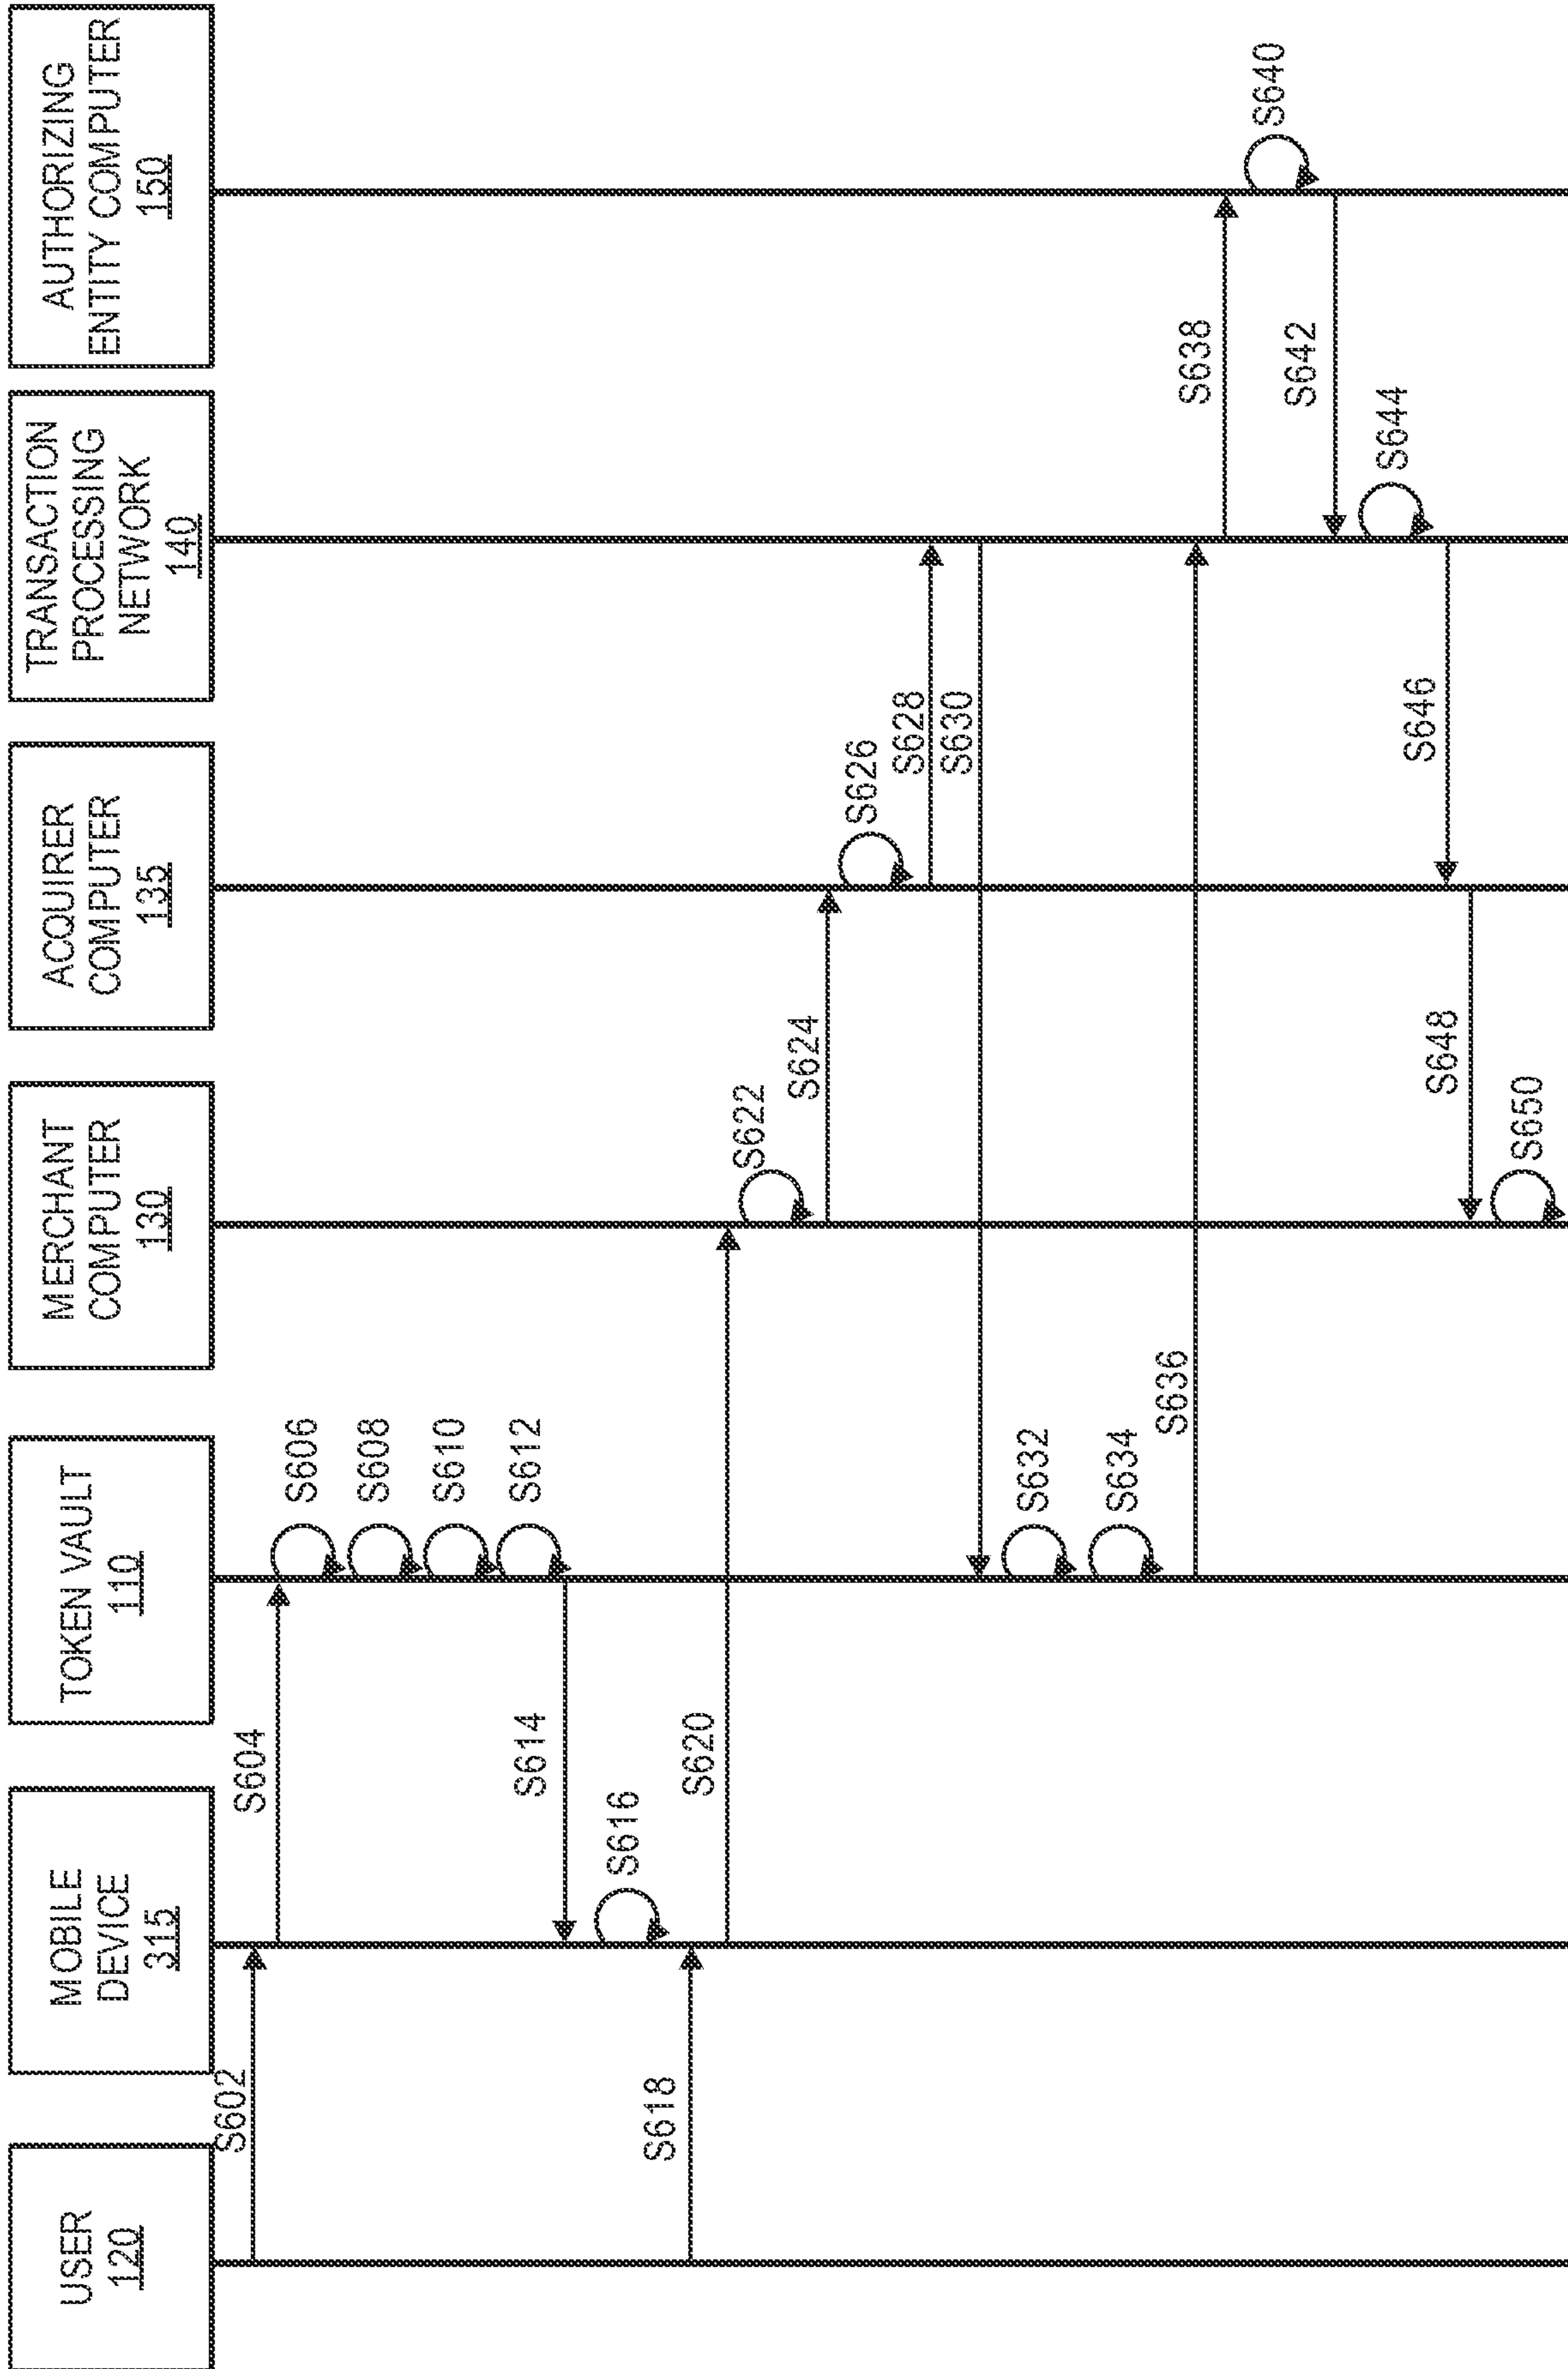 USER
120
MOBILE
DEVICE
315
TOKEN VAULT
110
MERCHANT
COMPUTER
130
ACQUIRER
COMPUTER
135
TRANSACTION
PROCESSING
NETWORK
140
AUTHORIZING
ENTITY COMPUTER
150
S602
S604
S606
S608
S610
S612
S614
S616
S618
S620
S622
S624
S626
S628
S630
S632
S634
S636
S638
S640
S642
S644
S646
S648
S650